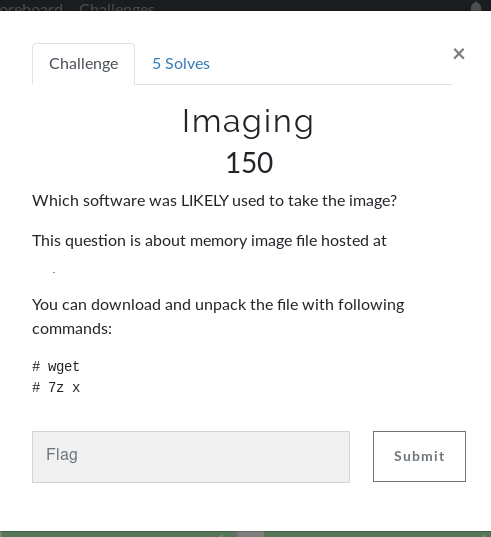 oreboard Challenges
×
Challenge 5 Solves
Imaging
150
Which software was LIKELY used to take the image?
This question is about memory image file hosted at
You can download and unpack the file with following
commands:
# wget
# 7z x
Flag
Submit